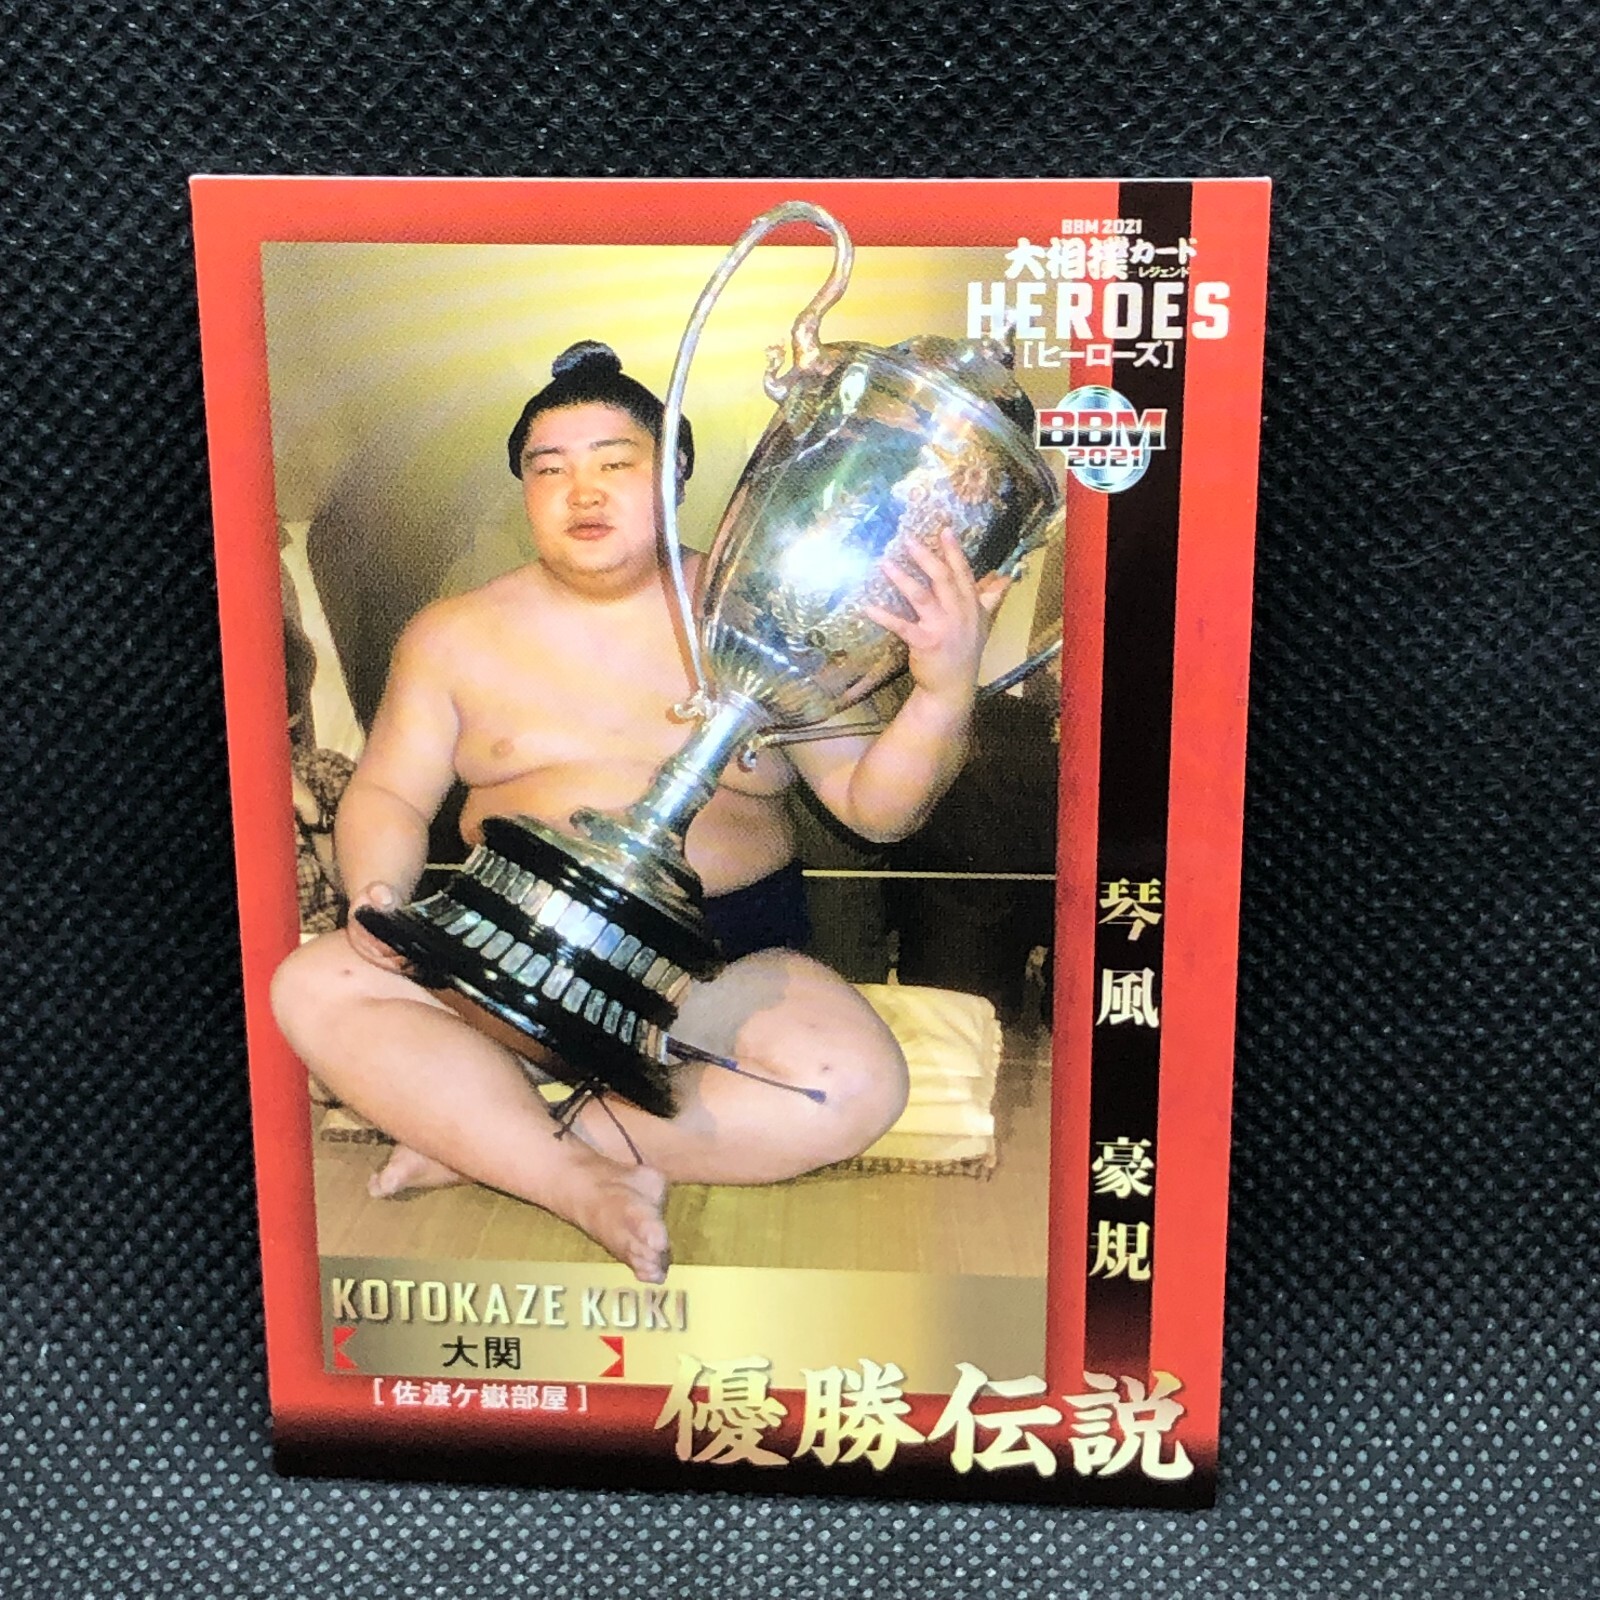 BBM 2021
大相撲カード
-レジェンド-
HEROES
[ヒーローズ]
BBM
2021
琴風 豪規
KOTOKAZE KOKI
大関
[佐渡ケ嶽部屋]
優勝伝説